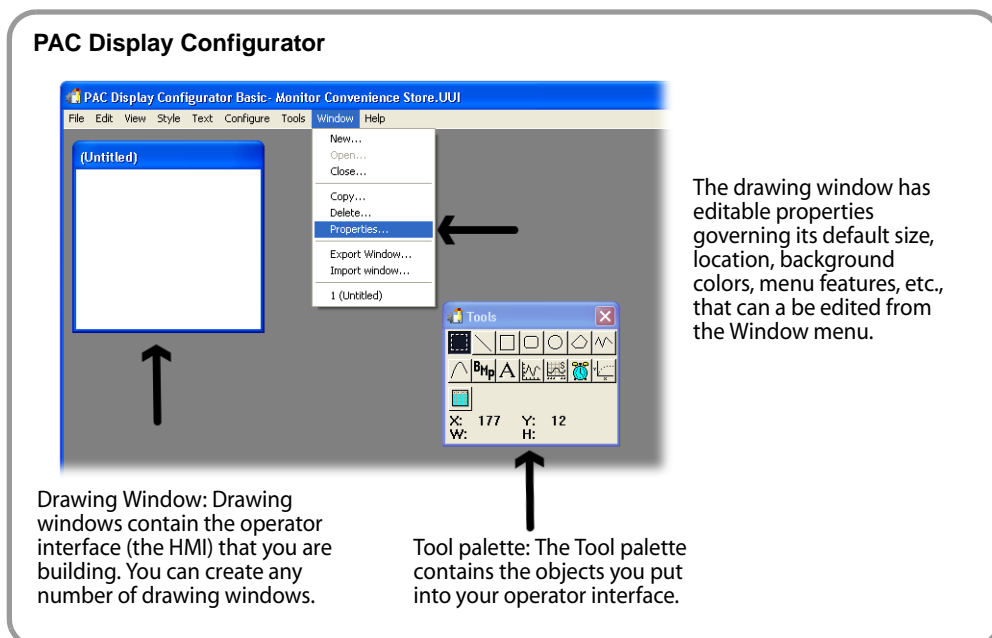 PAC Display Configurator
PAC Display Configurator Basic- Monitor Convenience Store.UUI
File Edit View Style Text Configure Tools Window Help
(Untitled)
New...
Open...
Close...
Copy...
Delete...
Properties...
Export Window...
Import window...
1 (Untitled)
The drawing window has
editable properties
governing its default size,
location, background
colors, menu features, etc.,
that can a be edited from
the Window menu.
Tools
BMp A
X: 177 Y: 12
W: H:
Drawing Window: Drawing
windows contain the operator
interface (the HMI) that you are
building. You can create any
number of drawing windows.
Tool palette: The Tool palette
contains the objects you put
into your operator interface.